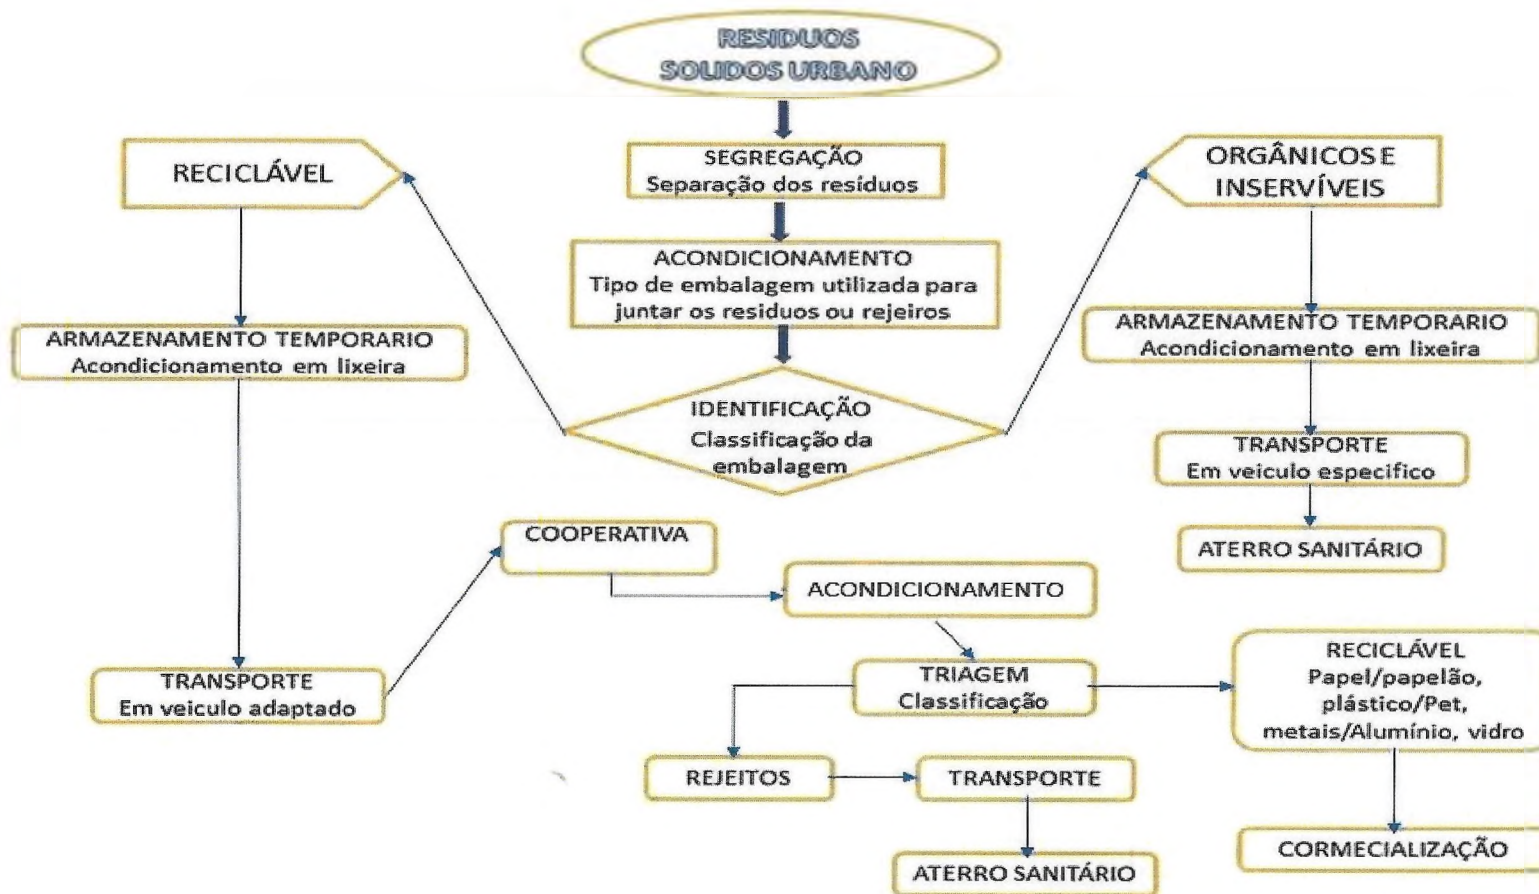 RESIDUOS
SOLIDOS URBANO
SEGREGAÇÃO
Separação dos resíduos
ACONDICIONAMENTO
Tipo de embalagem utilizada para
juntar os residuos ou rejeiros
IDENTIFICAÇÃO
Classificação da
embalagem
RECICLÁVEL
ARMAZENAMENTO TEMPORARIO
Acondicionamento em lixeira
TRANSPORTE
Em veiculo adaptado
ORGÂNICOS E
INSERVÍVEIS
ARMAZENAMENTO TEMPORARIO
Acondicionamento em lixeira
TRANSPORTE
Em veiculo especifico
ATERRO SANITÁRIO
COOPERATIVA
ACONDICIONAMENTO
TRIAGEM
Classificação
RECICLÁVEL
Papel/papelão,
plástico/Pet,
metais/Alumínio, vidro
CORMECIALIZAÇÃO
REJEITOS
TRANSPORTE
ATERRO SANITÁRIO